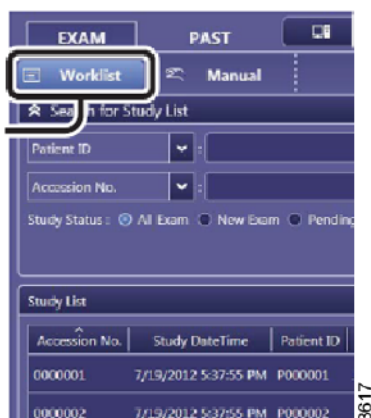 EXAM PAST
Worklist Manual
Search for Study List
Patient ID :
Accession No. :
Study Status : All Exam New Exam Pending
Study List
Accession No. Study DateTime Patient ID
0000001 7/19/2012 5:37:55 PM P000001
0000002 7/19/2012 5:37:55 PM P000002